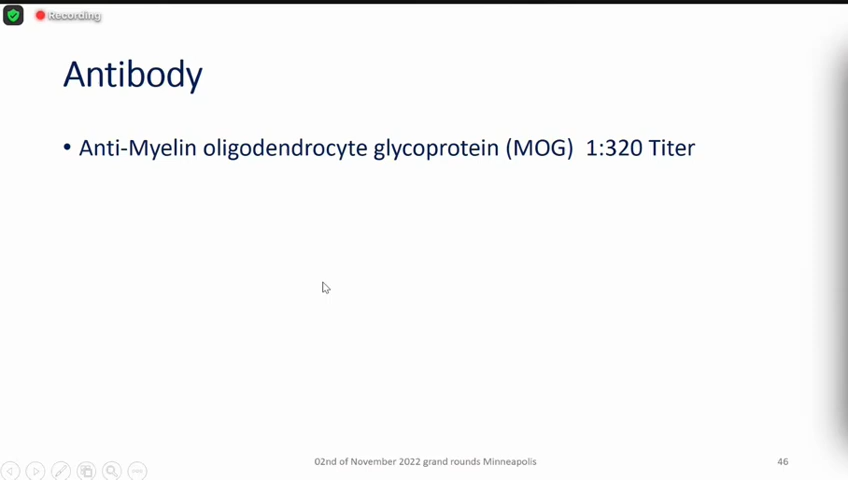 Recording
Antibody
• Anti-Myelin oligodendrocyte glycoprotein (MOG) 1:320 Titer
02nd of November 2022 grand rounds Minneapolis
46